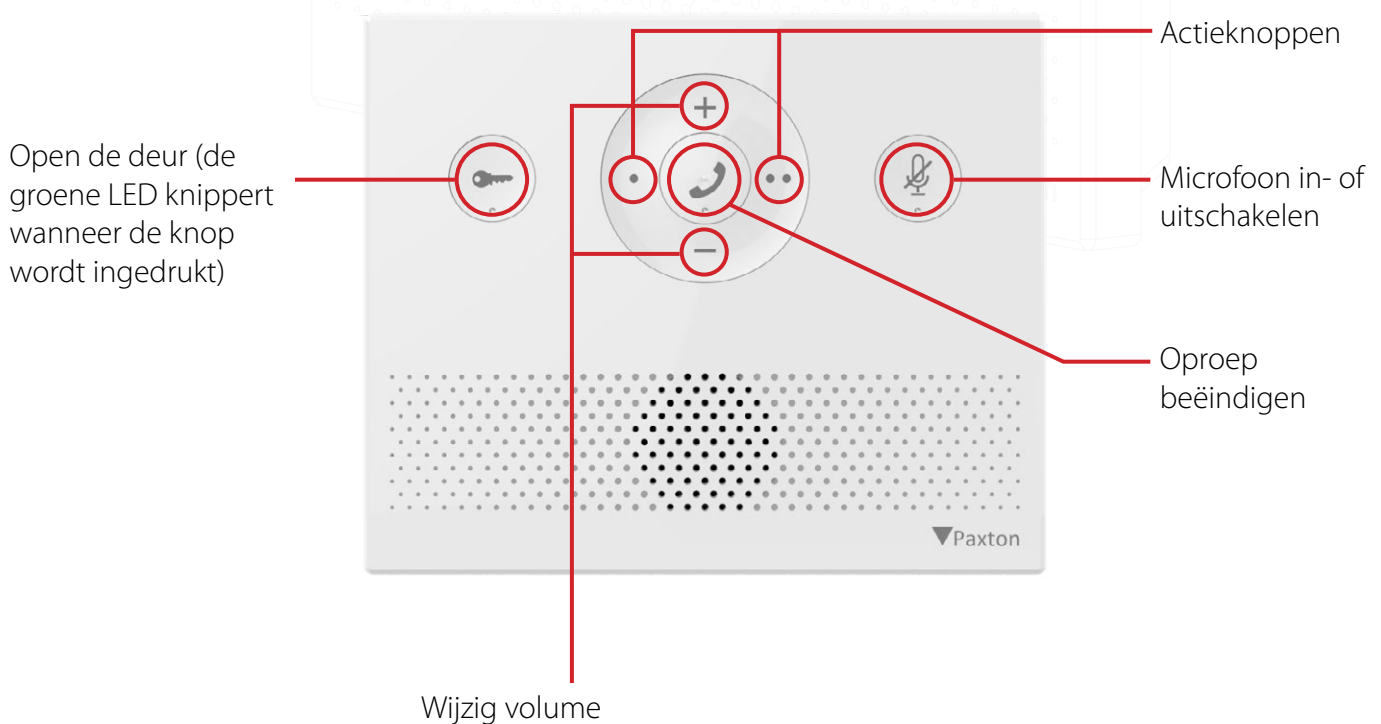 Actieknoppen
Open de deur (de
groene LED knippert
wanneer de knop
wordt ingedrukt)
Microfoon in- of
uitschakelen
Oproep
beëindigen
Paxton
Wijzig volume